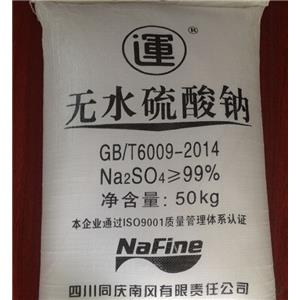 運®
无水硫酸钠
GB/T6009-2014
Na₂SO₄≥99%
净含量:50kg
本企业通过ISO9001质量管理体系认证
NaFine
四川同庆南风有限责任公司